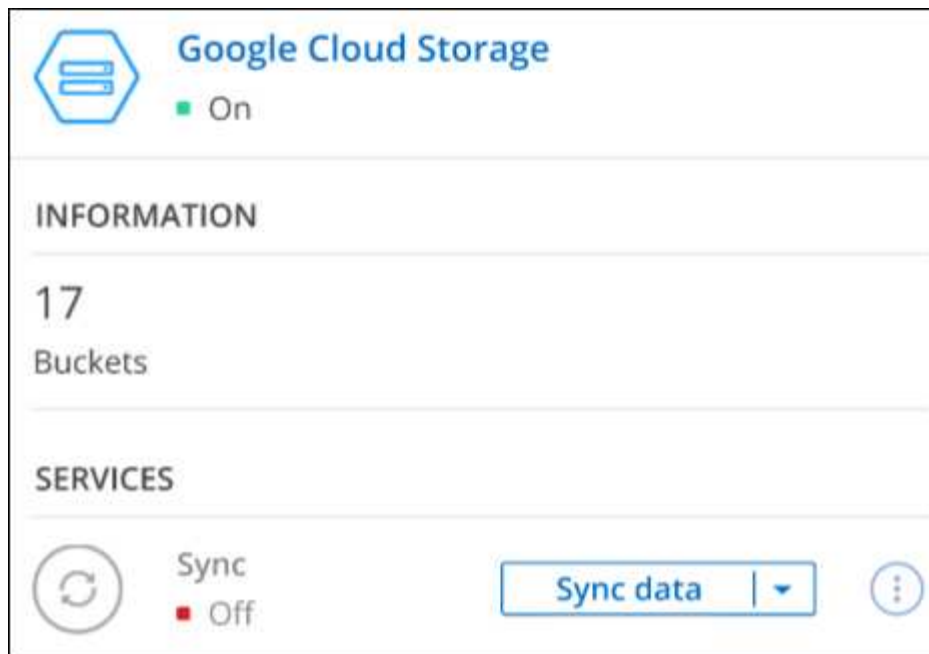 Google Cloud Storage
On
INFORMATION
17
Buckets
SERVICES
Sync
Off
Sync data